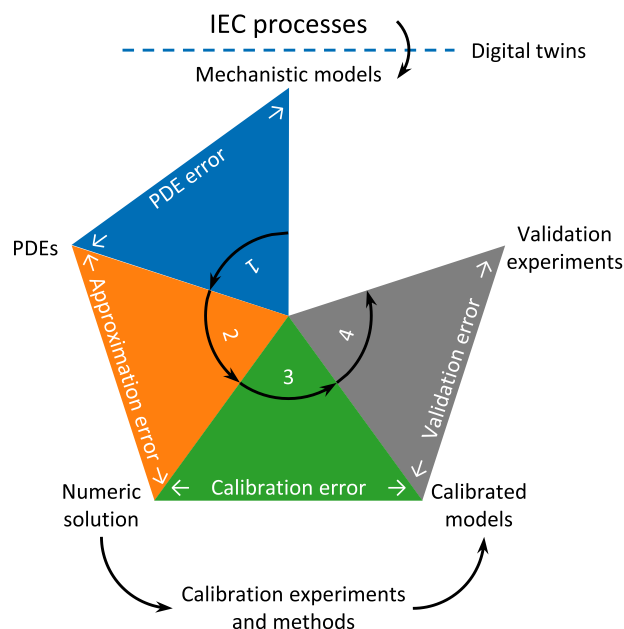 IEC processes
Digital twins
Mechanistic models
PDE error
PDEs
Validation
experiments
1
Approximation error
2
3
4
Validation error
Calibration error
Numeric
solution
Calibrated
models
Calibration experiments
and methods